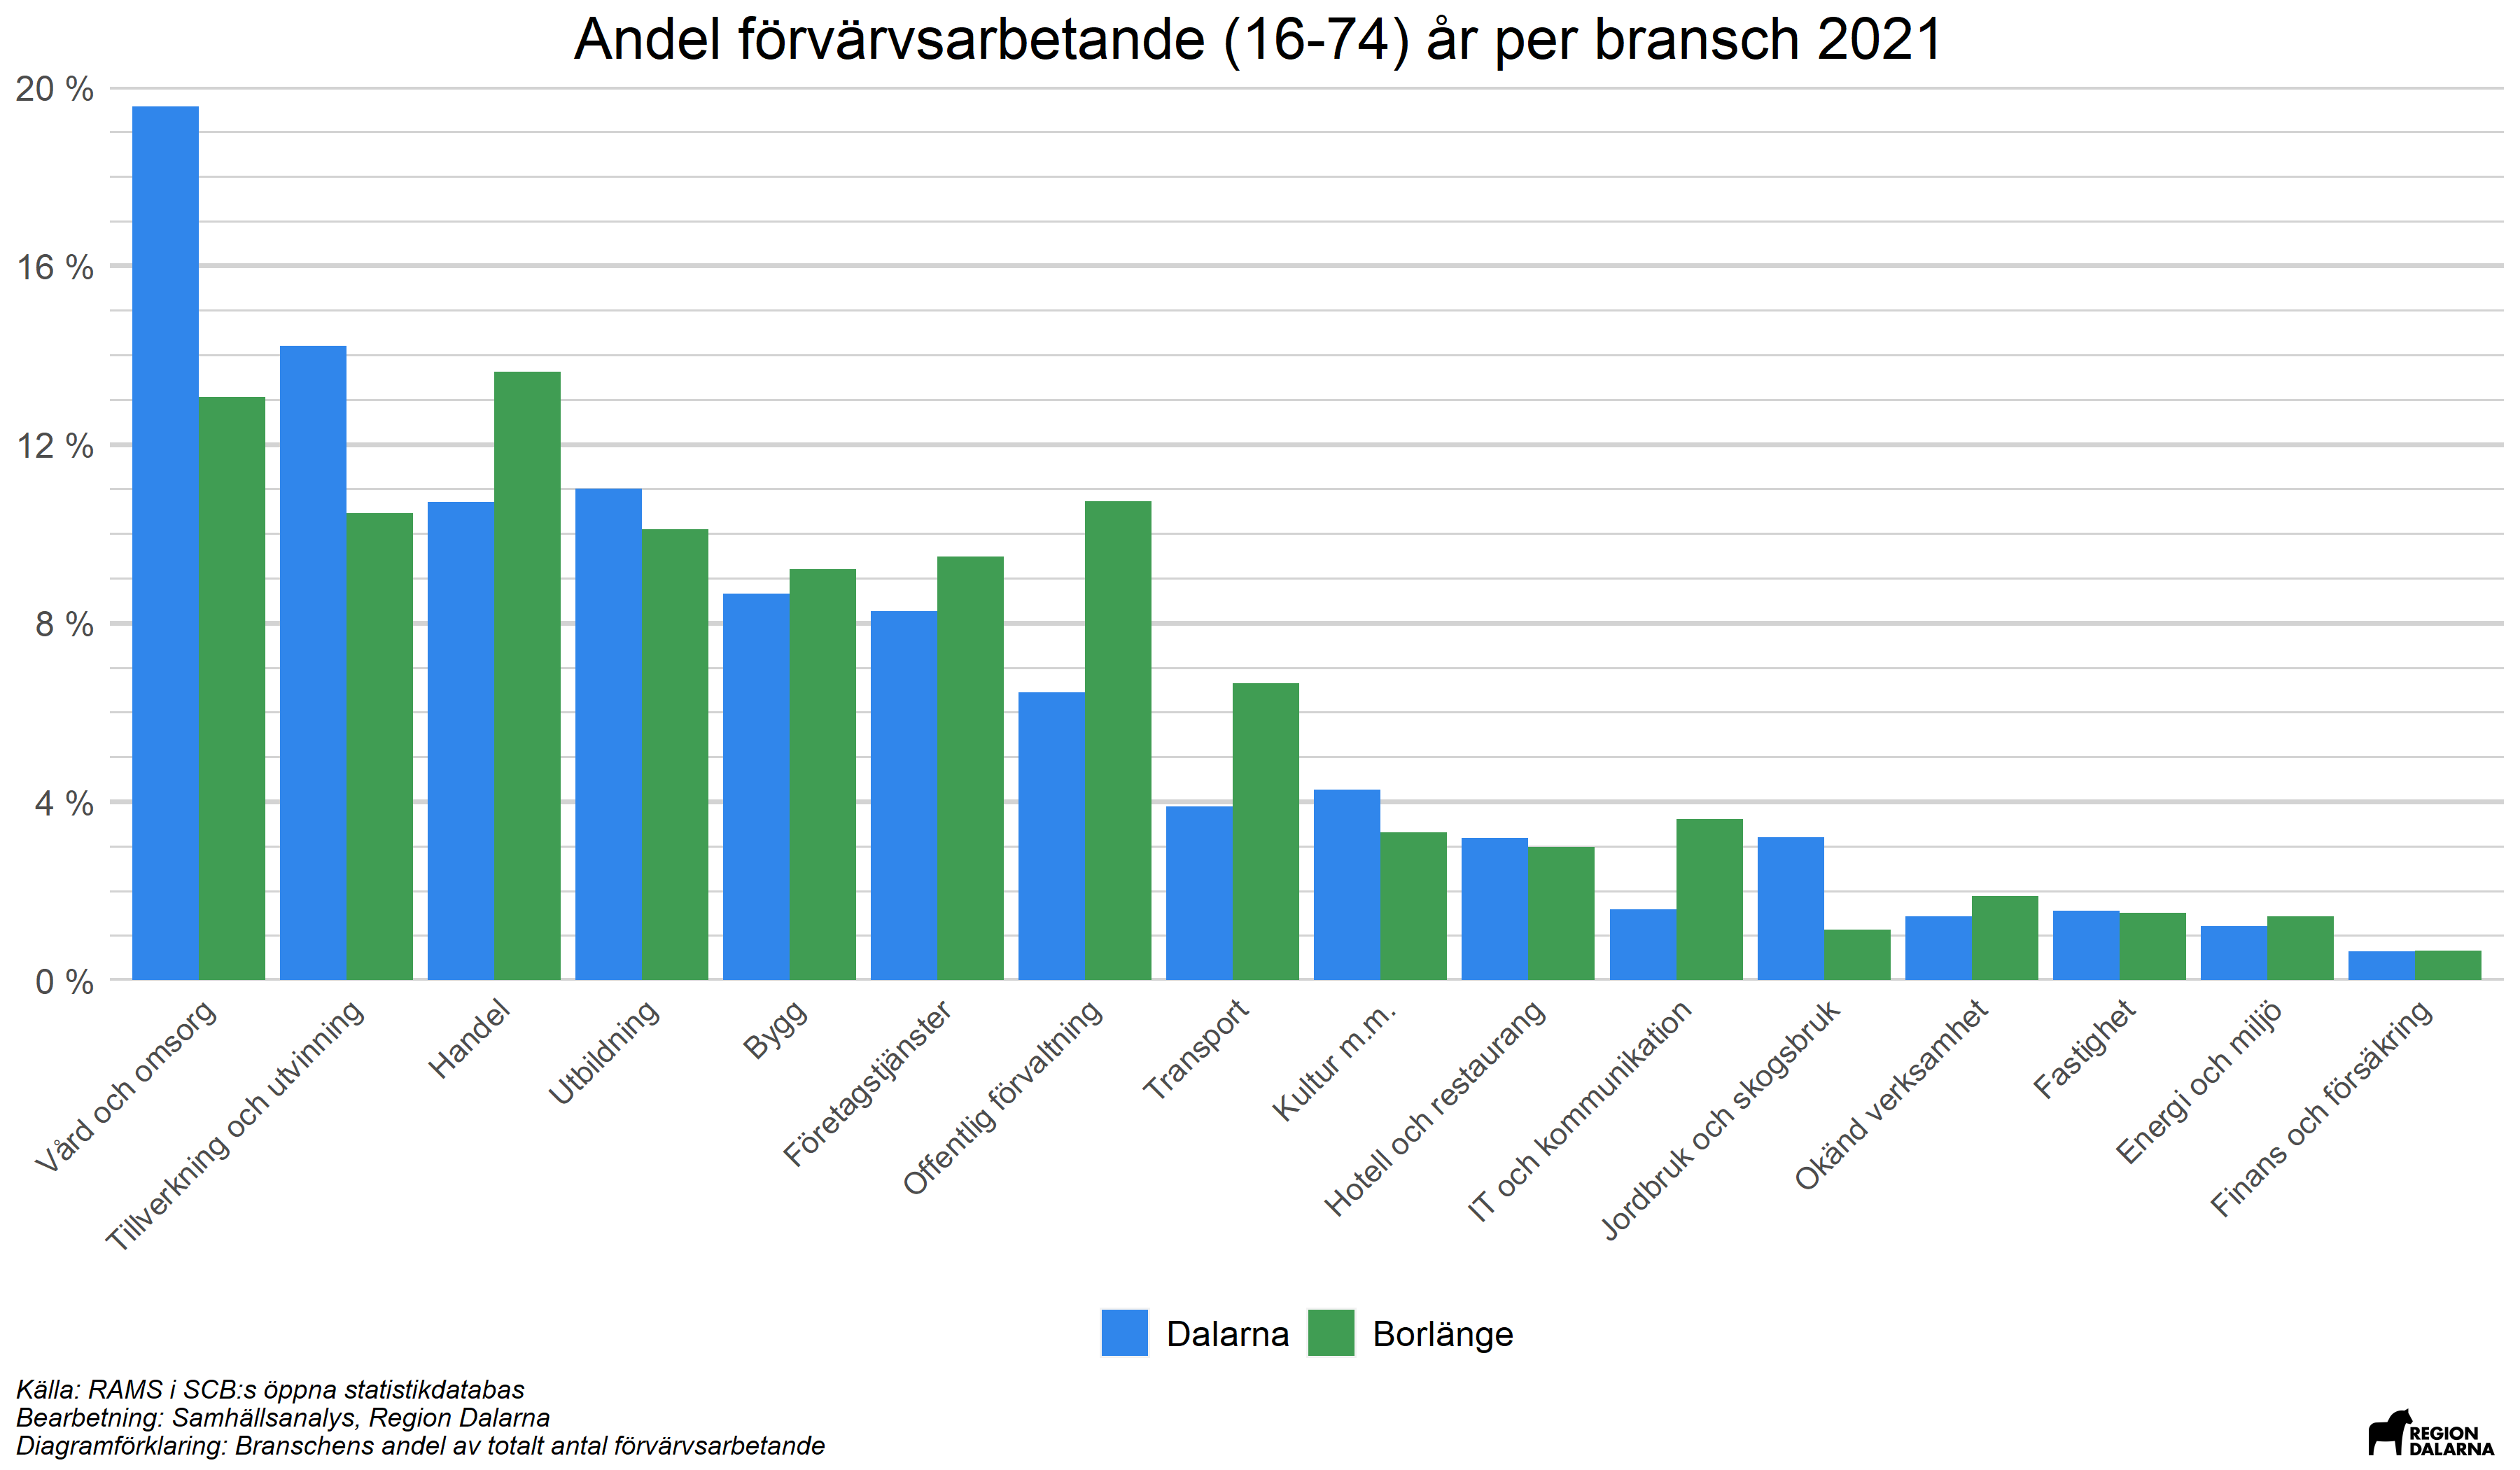 Andel förvärvsarbetande (16-74) år per bransch 2021
20 %
16 %
12 %
8 %
4 %
0 %
Vård och omsorg
Tillverkning och utvinning
Handel
Utbildning
Bygg
Företagstjänster
Offentlig förvaltning
Transport
Kultur m.m.
Hotell och restaurang
IT och kommunikation
Jordbruk och skogsbruk
Okänd verksamhet
Fastighet
Energi och miljö
Finans och försäkring
Dalarna
Borlänge
Källa: RAMS i SCB:s öppna statistikdatabas
Bearbetning: Samhällsanalys, Region Dalarna
Diagramförklaring: Branschens andel av totalt antal förvärvsarbetande
REGION
DALARNA